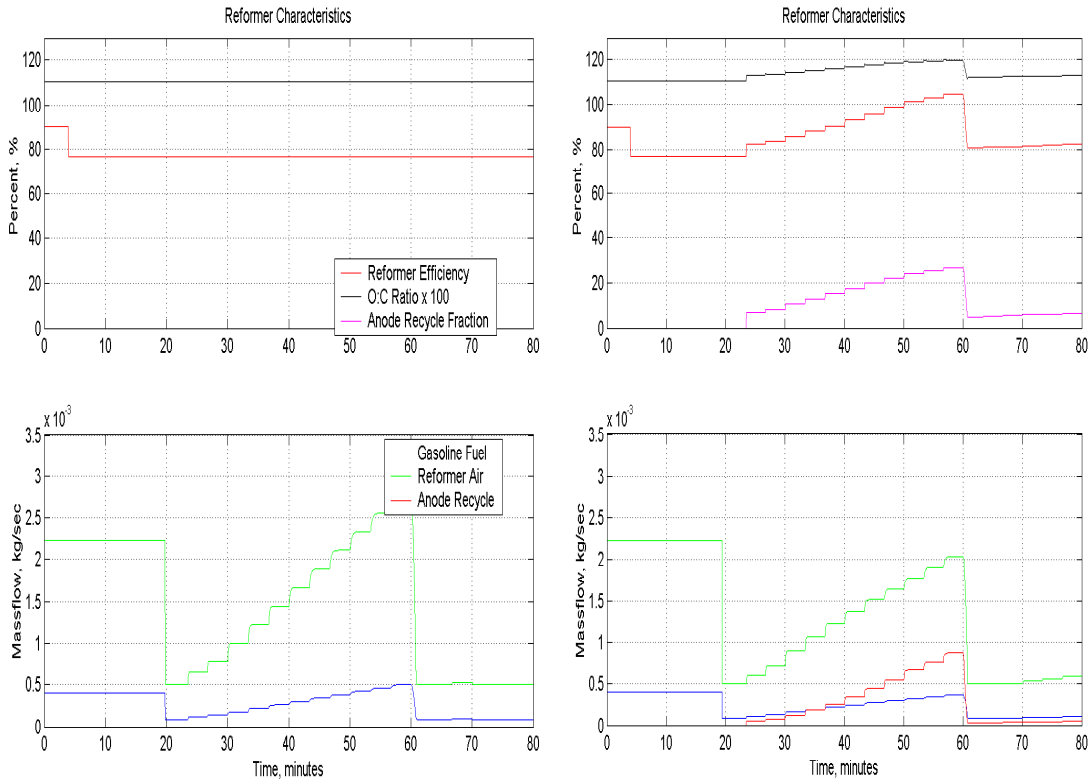 Reformer Characteristics
120
100
80
60
40
20
0
Percent, %
Reformer Efficiency
O:C Ratio x 100
Anode Recycle Fraction
0 10 20 30 40 50 60 70 80
Reformer Characteristics
120
100
80
60
40
20
0
Percent, %
0 10 20 30 40 50 60 70 80
x 10-3
3.5
3
2.5
2
1.5
1
0.5
0
Massflow, kg/sec
Gasoline Fuel
Reformer Air
Anode Recycle
0 10 20 30 40 50 60 70 80
Time, minutes
x 10-3
3.5
3
2.5
2
1.5
1
0.5
0
Massflow, kg/sec
0 10 20 30 40 50 60 70 80
Time, minutes